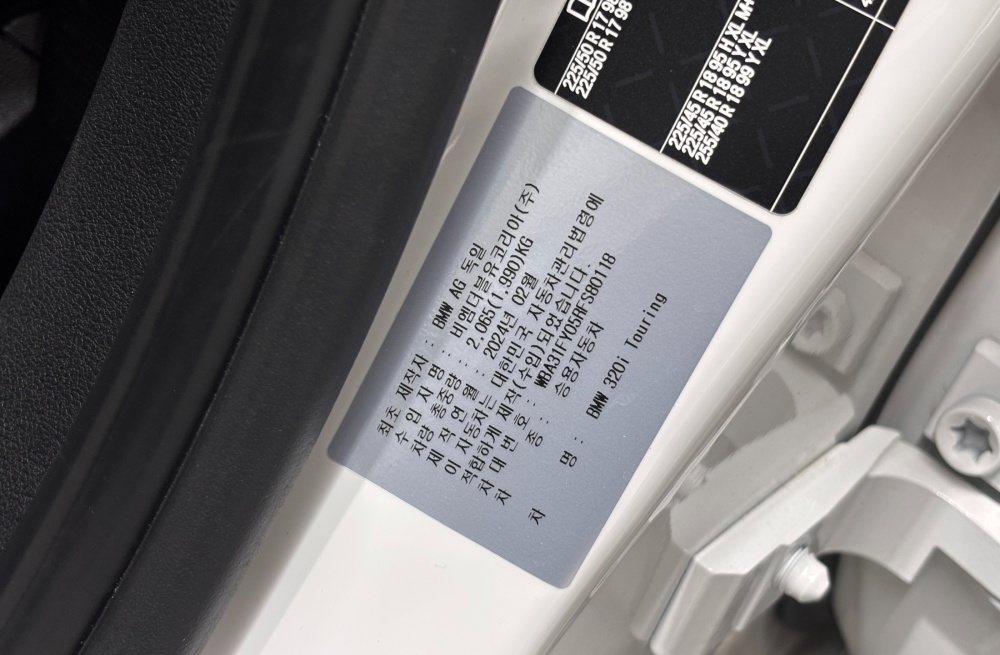 225/50 R 17 98
225/50 R 17 98
225/45 R 18 95 H XL M+
225/45 R 18 95 Y XL
255/40 R 18 99 Y XL
최초 제작자 : BMW AG 독일
수 입 자 명 : 비엠더블유코리아(주)
차량 총중량 : 2.065(1.990)KG
제 작 연 월 : 2024년 02월
이 자동차는 대한민국 자동차관리법령에
적합하게 제작(수입)되었습니다.
차 대 번 호 : WBA31FY05RFS80118
차 종 : 승용자동차
차 명 : BMW 320i Touring